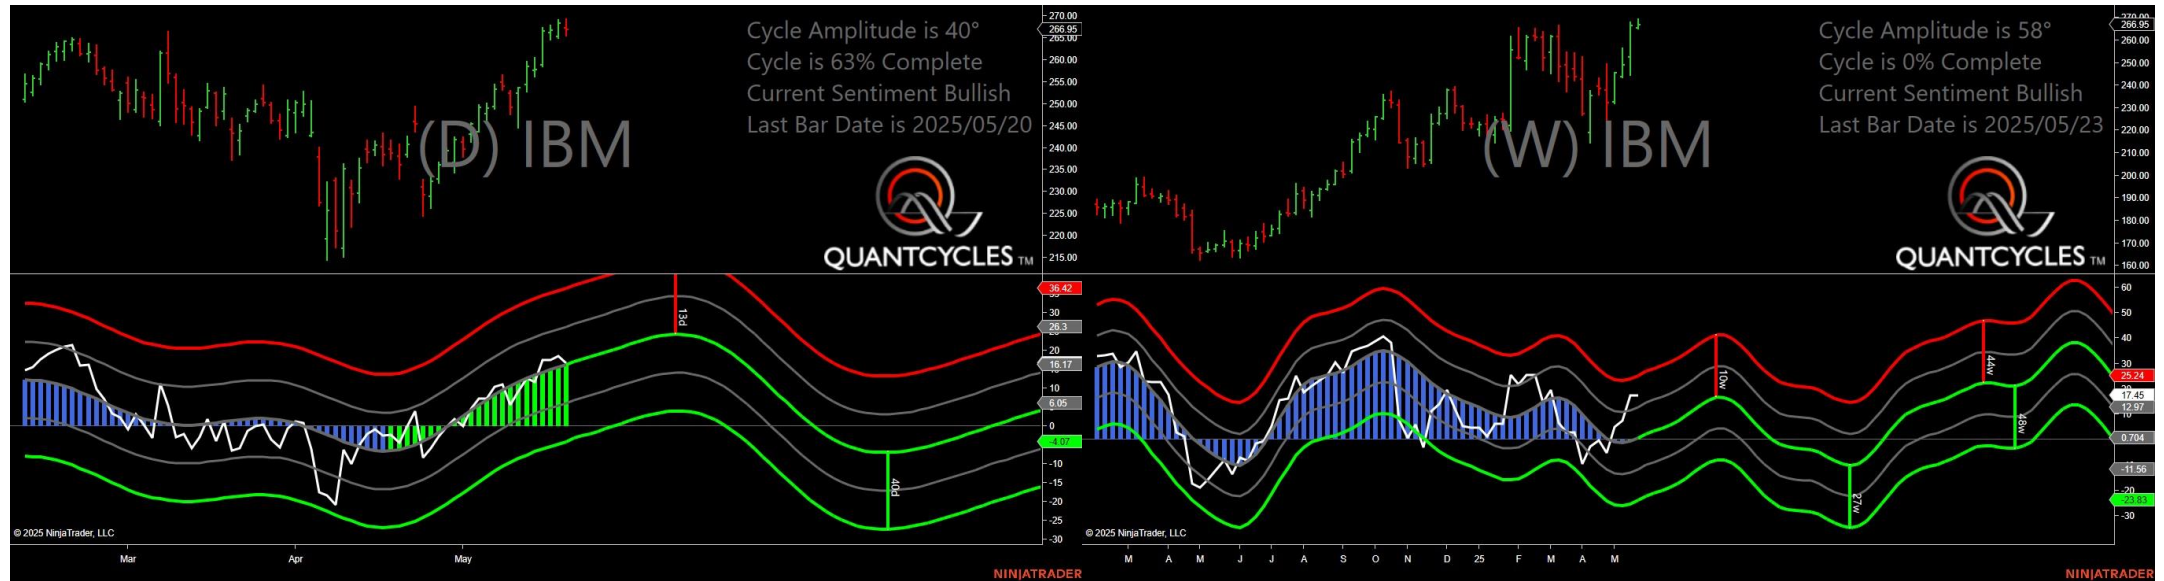 Cycle Amplitude is 40°
Cycle is 63% Complete
Current Sentiment Bullish
Last Bar Date is 2025/05/20
(D) IBM
QUANTCYCLES TM
270.00
266.95
265.00
260.00
255.00
250.00
245.00
240.00
235.00
230.00
225.00
220.00
215.00
36.42
30
26.3
20
16.17
10
6.05
0
-4.07
-10
-15
-20
-25
-30
13d
40d
© 2025 NinjaTrader, LLC
Mar
Apr
May
NINJATRADER
Cycle Amplitude is 58°
Cycle is 0% Complete
Current Sentiment Bullish
Last Bar Date is 2025/05/23
(W) IBM
QUANTCYCLES TM
270.00
266.95
260.00
250.00
240.00
230.00
220.00
210.00
200.00
190.00
180.00
170.00
160.00
60
50
40
30
25.24
17.45
12.97
10
0.704
-11.56
-20
-23.83
-30
10w
27w
44w
48w
© 2025 NinjaTrader, LLC
M A M J J A S O N D 25 F M A M
NINJATRADER